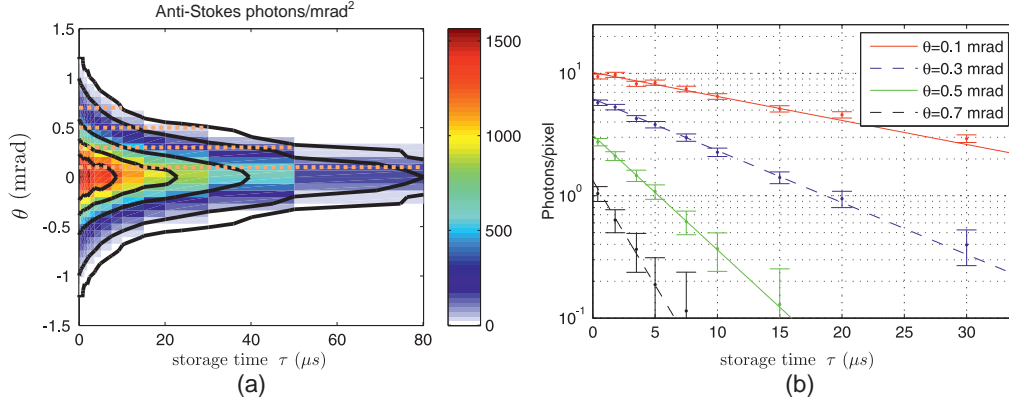 Anti-Stokes photons/mrad²
(a)
1.5
1
0.5
0
-0.5
-1
-1.5
θ (mrad)
0 20 40 60 80
storage time τ (μs)
1500
1000
500
0
(b)
θ=0.1 mrad
θ=0.3 mrad
θ=0.5 mrad
θ=0.7 mrad
10¹
10⁰
10⁻¹
Photons/pixel
0 5 10 15 20 25 30
storage time τ (μs)
(a)
(b)